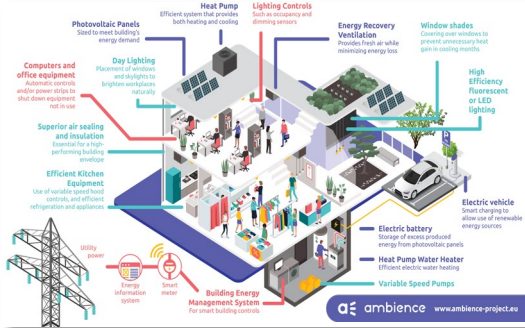 Photovoltaic Panels
Sized to meet building's
energy demand
Heat Pump
Efficient system that provides
both heating and cooling
Lighting Controls
Such as occupancy and
dimming sensors
Energy Recovery
Ventilation
Provides fresh air while
minimizing energy loss
Window shades
Covering over windows to
prevent unnecessary heat
gain in cooling months
Computers and
office equipment
Automatic controls
and/or power strips to
shut down equipment
not in use
Day Lighting
Placement of windows
and skylights to
brighten workplaces
naturally
High
Efficiency
fluorescent
or LED
lighting
Superior air sealing
and insulation
Essential for a high-
performing building
envelope
Efficient Kitchen
Equipment
Use of variable speed hood
controls, and efficient
refrigeration and appliances
Electric vehicle
Smart charging to
allow use of renewable
energy sources
Electric battery
Storage of excess produced
energy from photovoltaic panels
Heat Pump Water Heater
Efficient electric water heating
Variable Speed Pumps
Utility
power
Energy
information
system
Smart
meter
Building Energy
Management System
For smart building controls
ambience
www.ambience-project.eu